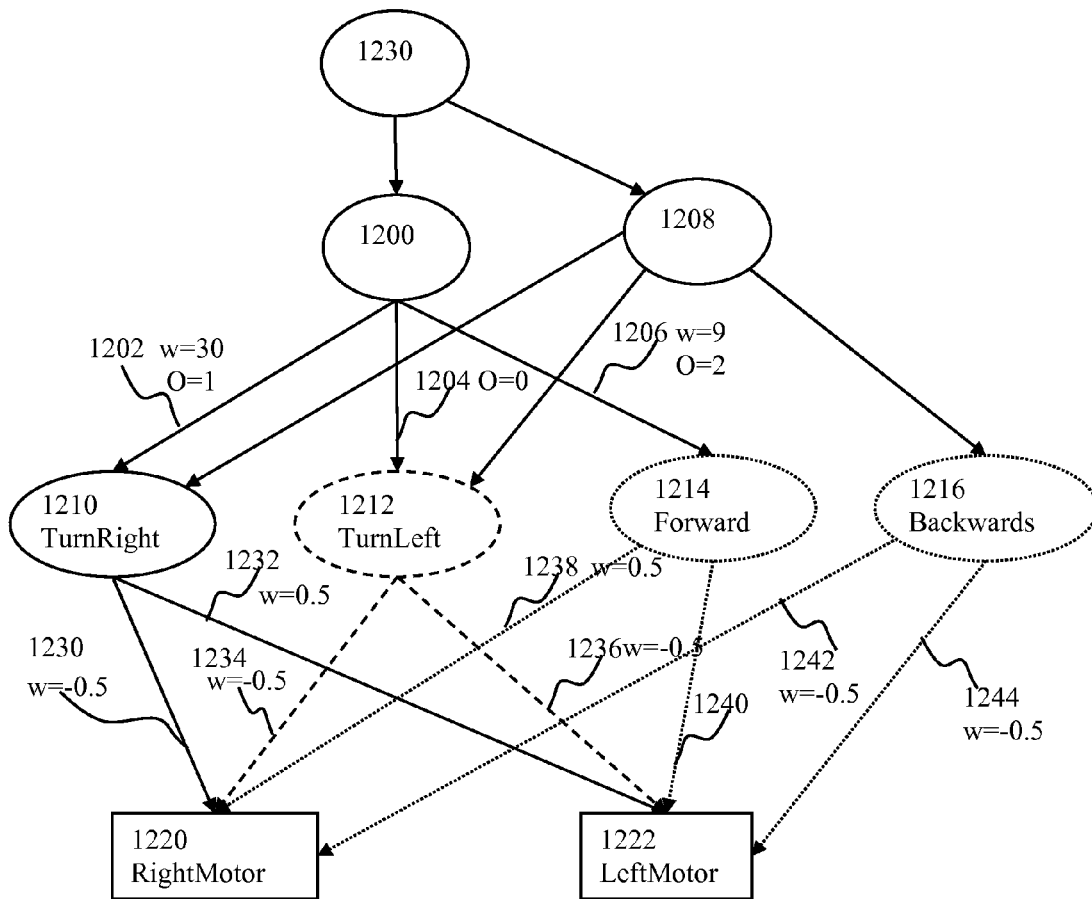 1230
1200
1208
1202 w=30
O=1
1204 O=0
1206 w=9
O=2
1210
TurnRight
1212
TurnLeft
1214
Forward
1216
Backwards
1232
w=0.5
1238 w=0.5
1230
w=-0.5
1234
w=-0.5
1236w=-0.5
1240
1242
w=-0.5
1244
w=-0.5
1220
RightMotor
1222
LeftMotor